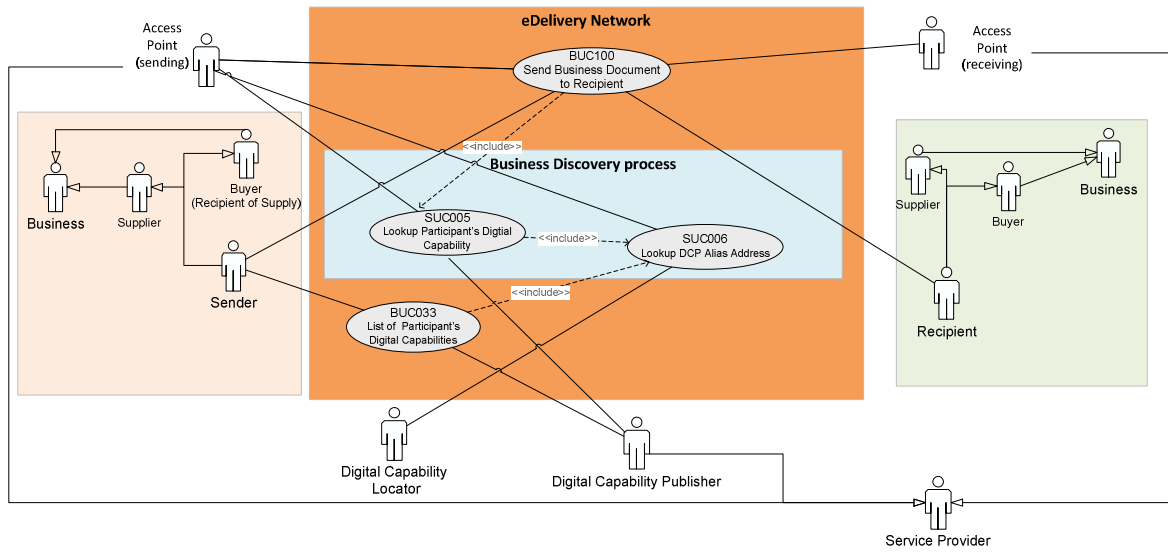 eDelivery Network
Access
Point
(sending)
Access
Point
(receiving)
BUC100
Send Business Document
to Recipient
<<include>>
Business Discovery process
Buyer
(Recipient of Supply)
Business
Supplier
Sender
SUC005
Lookup Participant's Digtial
Capability
<<include>>
SUC006
Lookup DCP Alias Address
<<include>>
BUC033
List of Participant's
Digital Capabilities
Supplier
Buyer
Business
Recipient
Digital Capability
Locator
Digital Capability Publisher
Service Provider